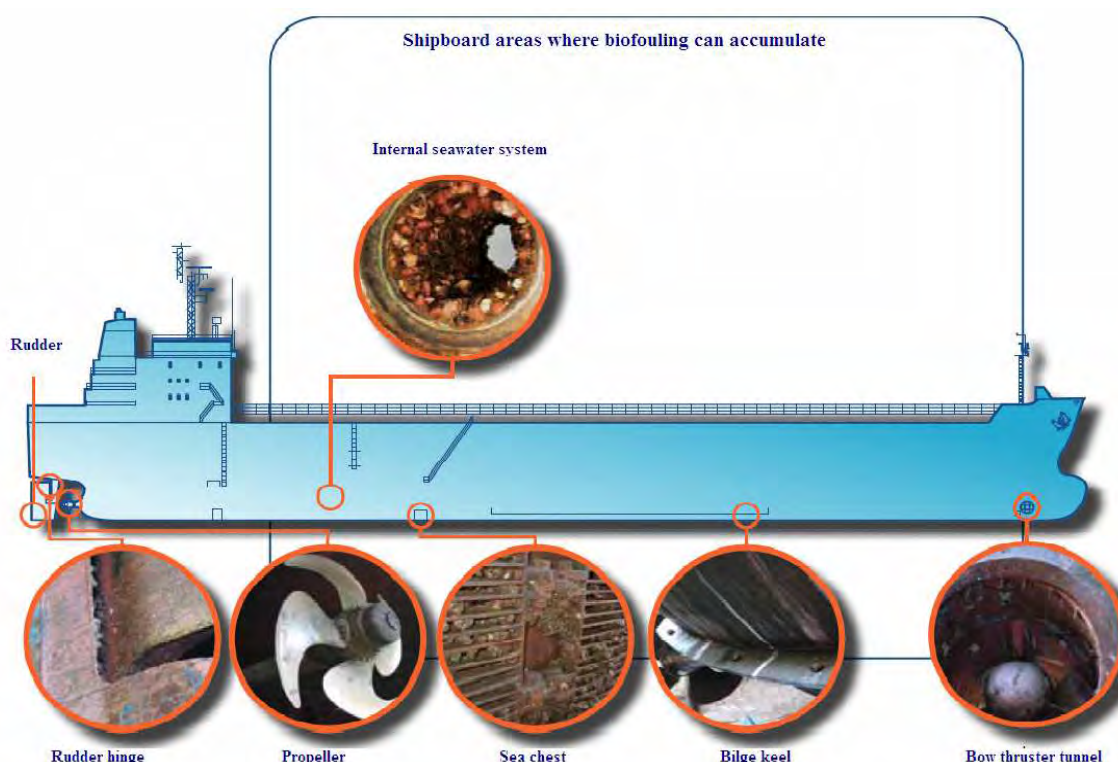 Shipboard areas where biofouling can accumulate
Internal seawater system
Rudder
Rudder hinge
Propeller
Sea chest
Bilge keel
Bow thruster tunnel